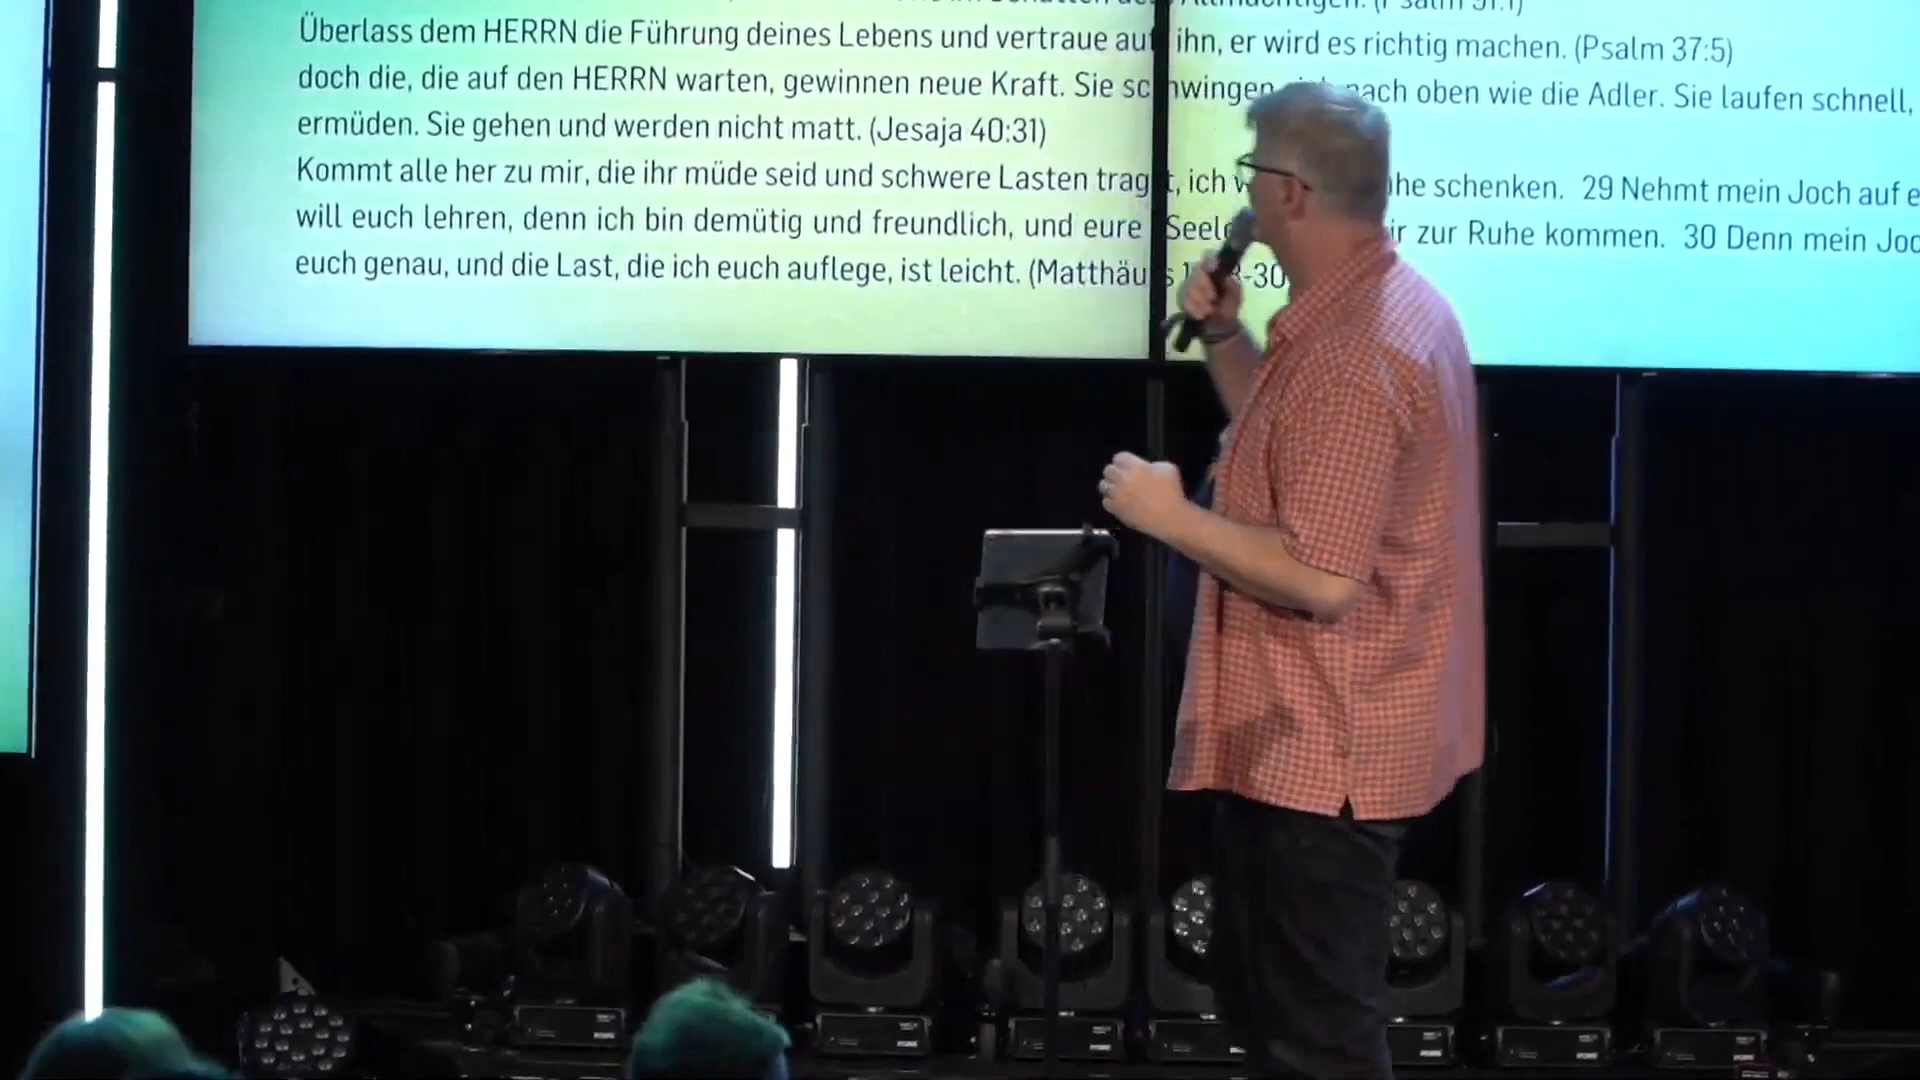 Allmächtigen. (Psalm 91:1)
Überlass dem HERRN die Führung deines Lebens und vertraue auf ihn, er wird es richtig machen. (Psalm 37:5)
doch die, die auf den HERRN warten, gewinnen neue Kraft. Sie schwingen nach oben wie die Adler. Sie laufen schnell,
ermüden. Sie gehen und werden nicht matt. (Jesaja 40:31)
Kommt alle her zu mir, die ihr müde seid und schwere Lasten tragt, ich schenken. 29 Nehmt mein Joch auf
will euch lehren, denn ich bin demütig und freundlich, und eure zur Ruhe kommen. 30 Denn mein
euch genau, und die Last, die ich euch auflege, ist leicht. (Matthäus